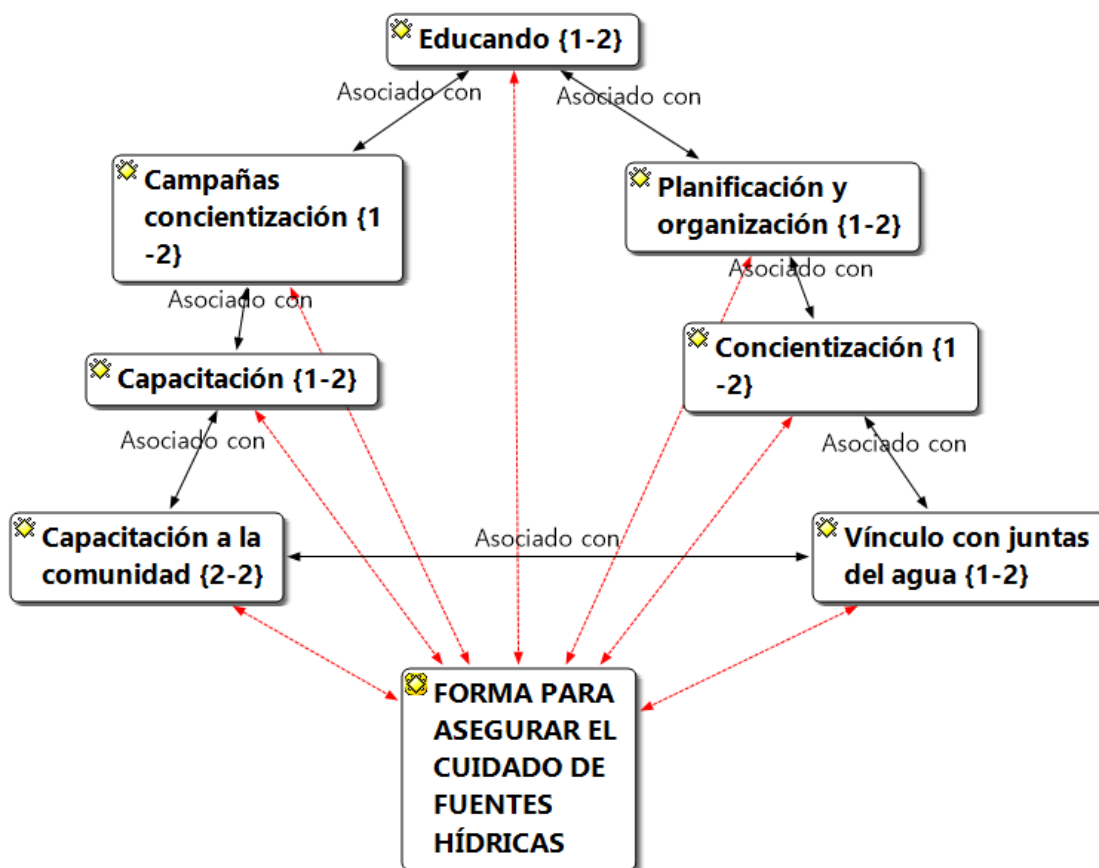 Educando {1-2}
Asociado con
Asociado con
Campañas
concientización {1
-2}
Planificación y
organización {1-2}
Asociado con
Asociado con
Capacitación {1-2}
Concientización {1
-2}
Asociado con
Asociado con
Capacitación a la
comunidad {2-2}
Asociado con
Vínculo con juntas
del agua {1-2}
FORMA PARA
ASEGURAR EL
CUIDADO DE
FUENTES
HÍDRICAS